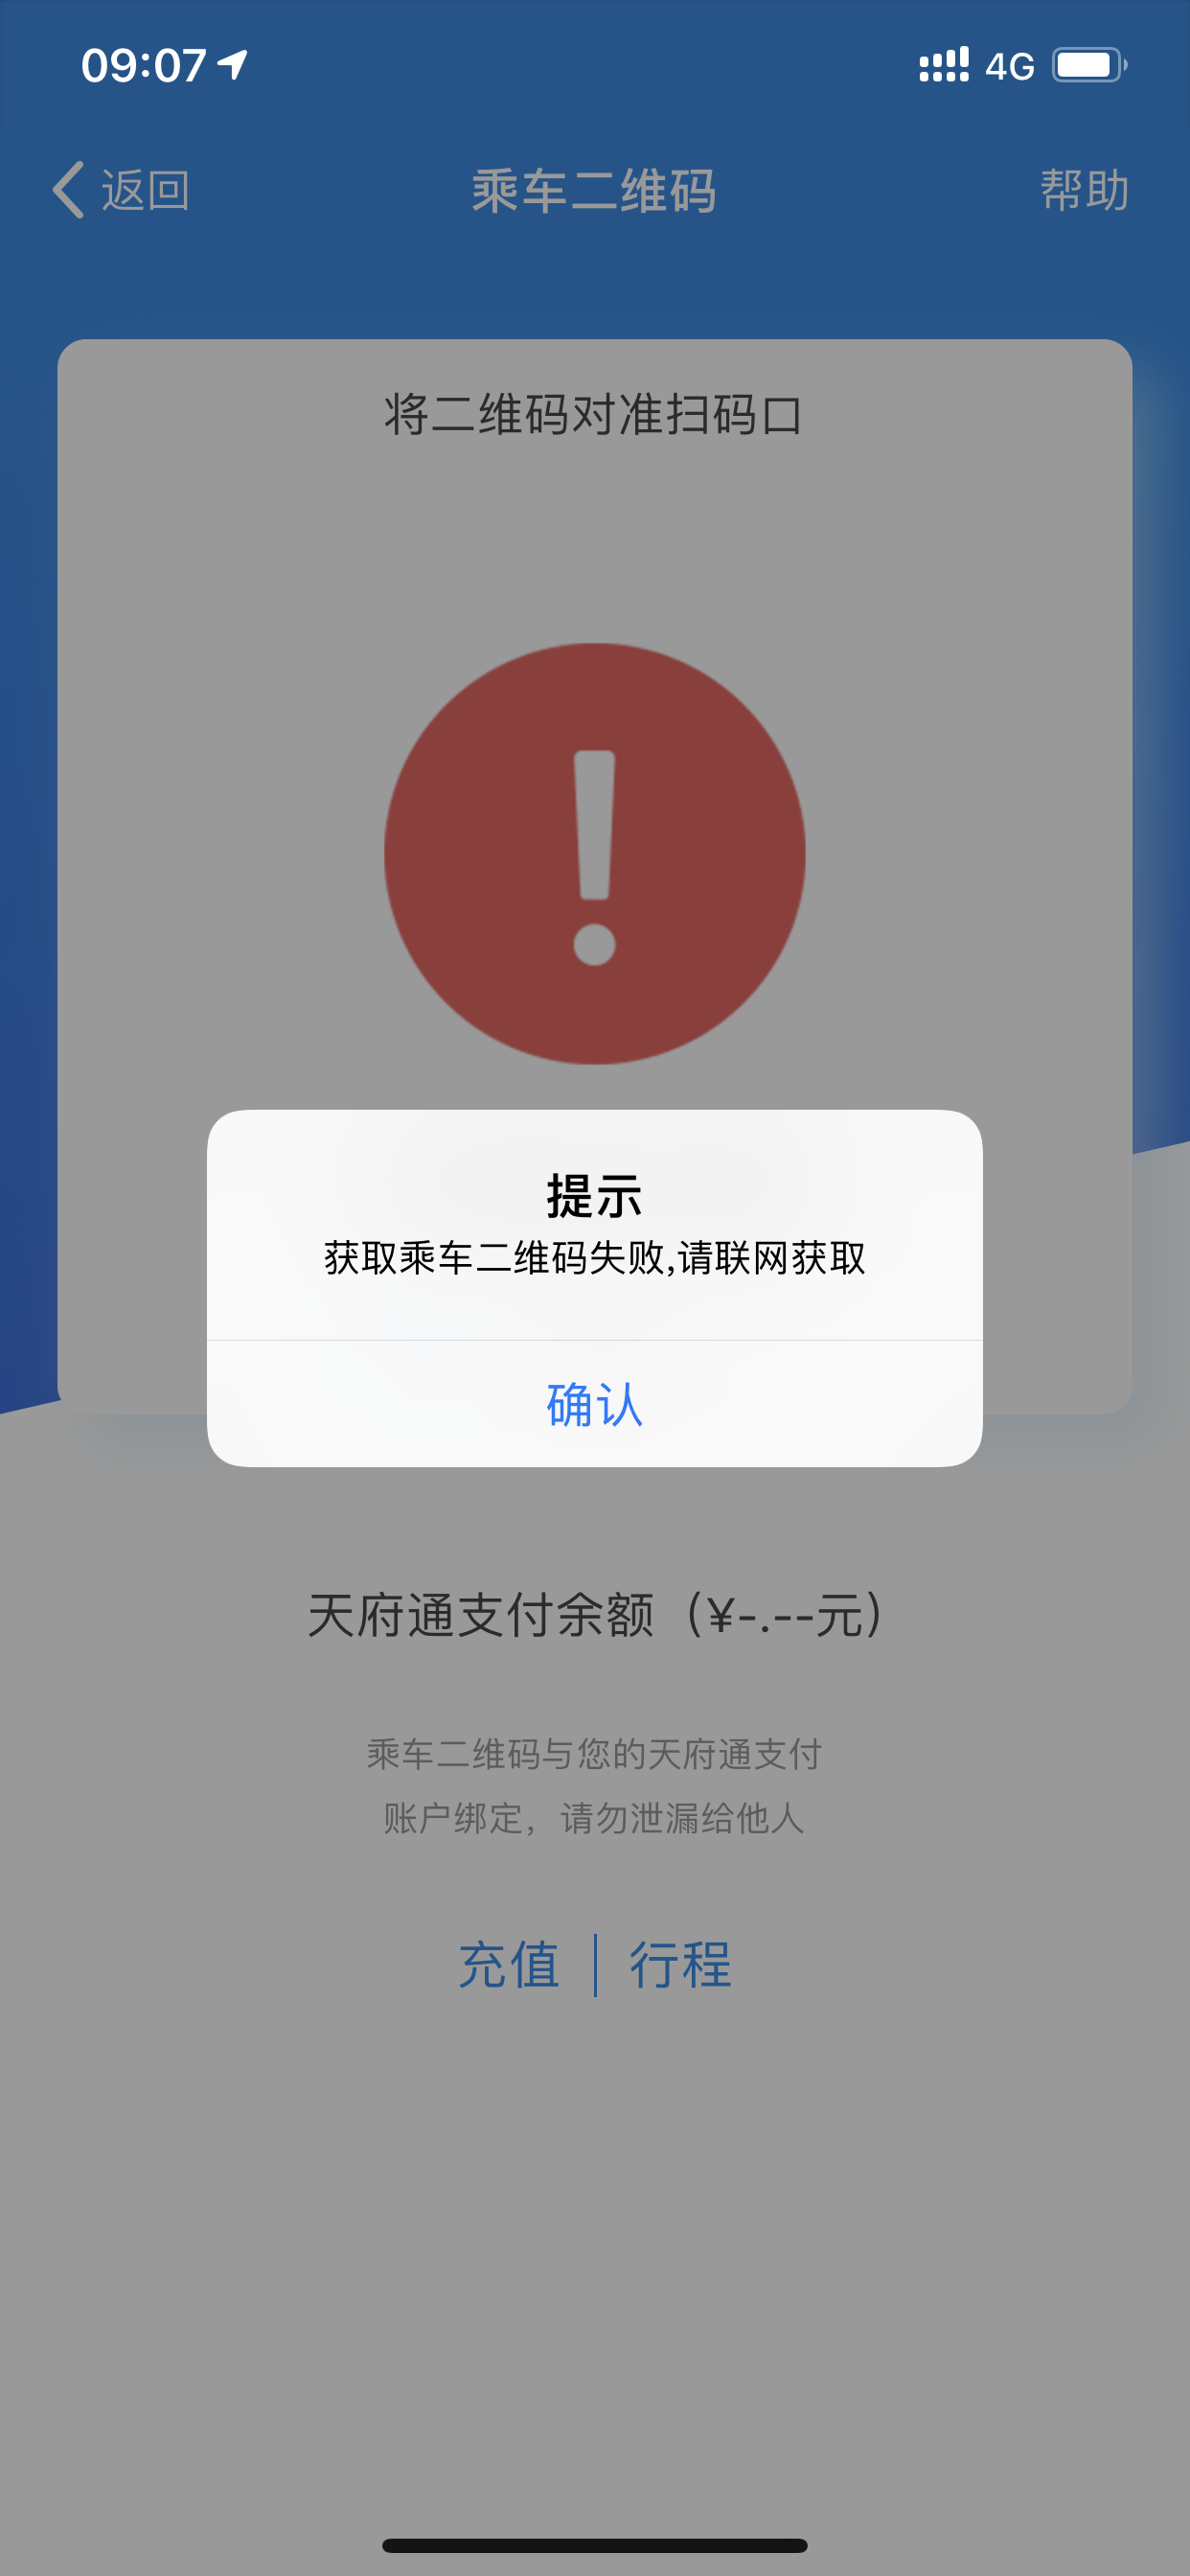 09:07
4G
返回
乘车二维码
帮助
将二维码对准扫码口
提示
获取乘车二维码失败,请联网获取
确认
天府通支付余额（¥-.--元）
乘车二维码与您的天府通支付
账户绑定，请勿泄漏给他人
充值 | 行程